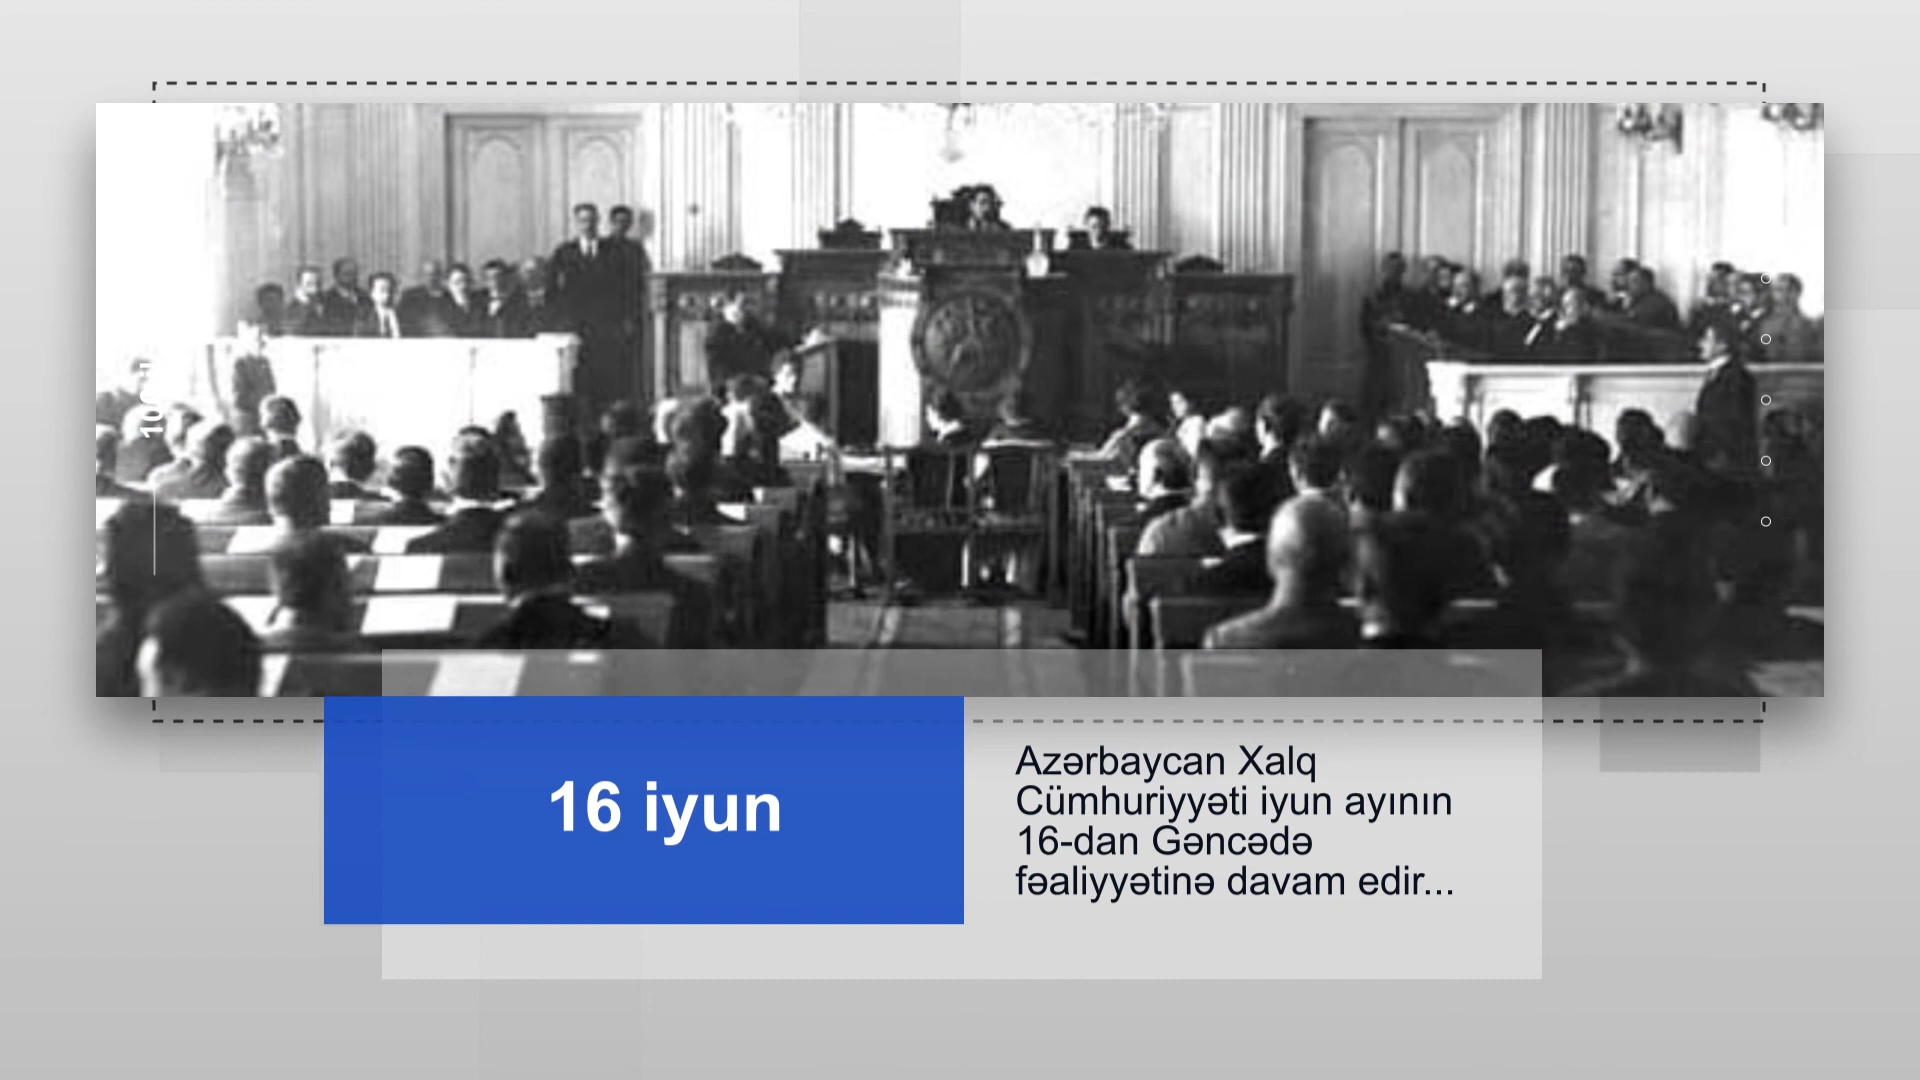 16 iyun
Azərbaycan Xalq
Cümhuriyyəti iyun ayının
16-dan Gəncədə
fəaliyyətinə davam edir...